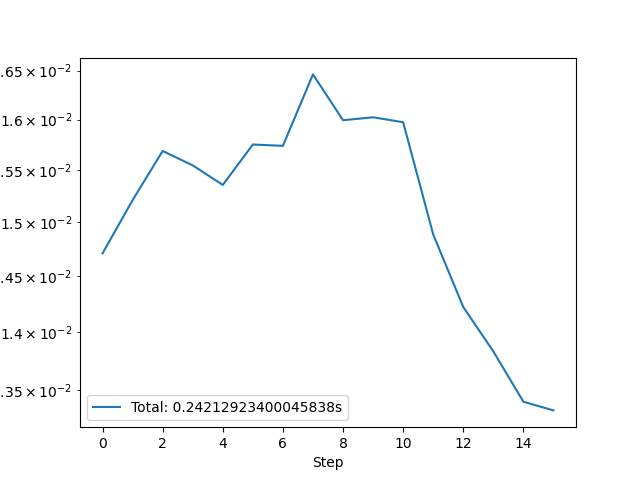 .65 × 10⁻²
1.6 × 10⁻²
.55 × 10⁻²
1.5 × 10⁻²
.45 × 10⁻²
1.4 × 10⁻²
.35 × 10⁻²
Total: 0.24212923400045838s
0 2 4 6 8 10 12 14
Step